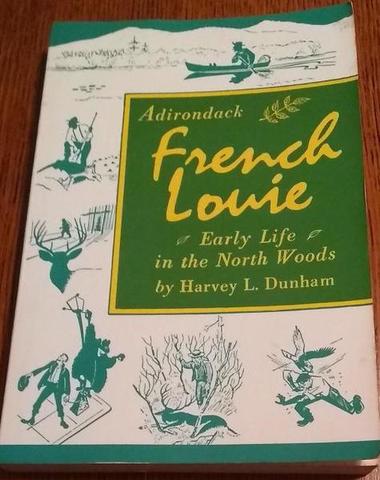 Adirondack
French
Louie
Early Life
in the North Woods
by Harvey L. Dunham